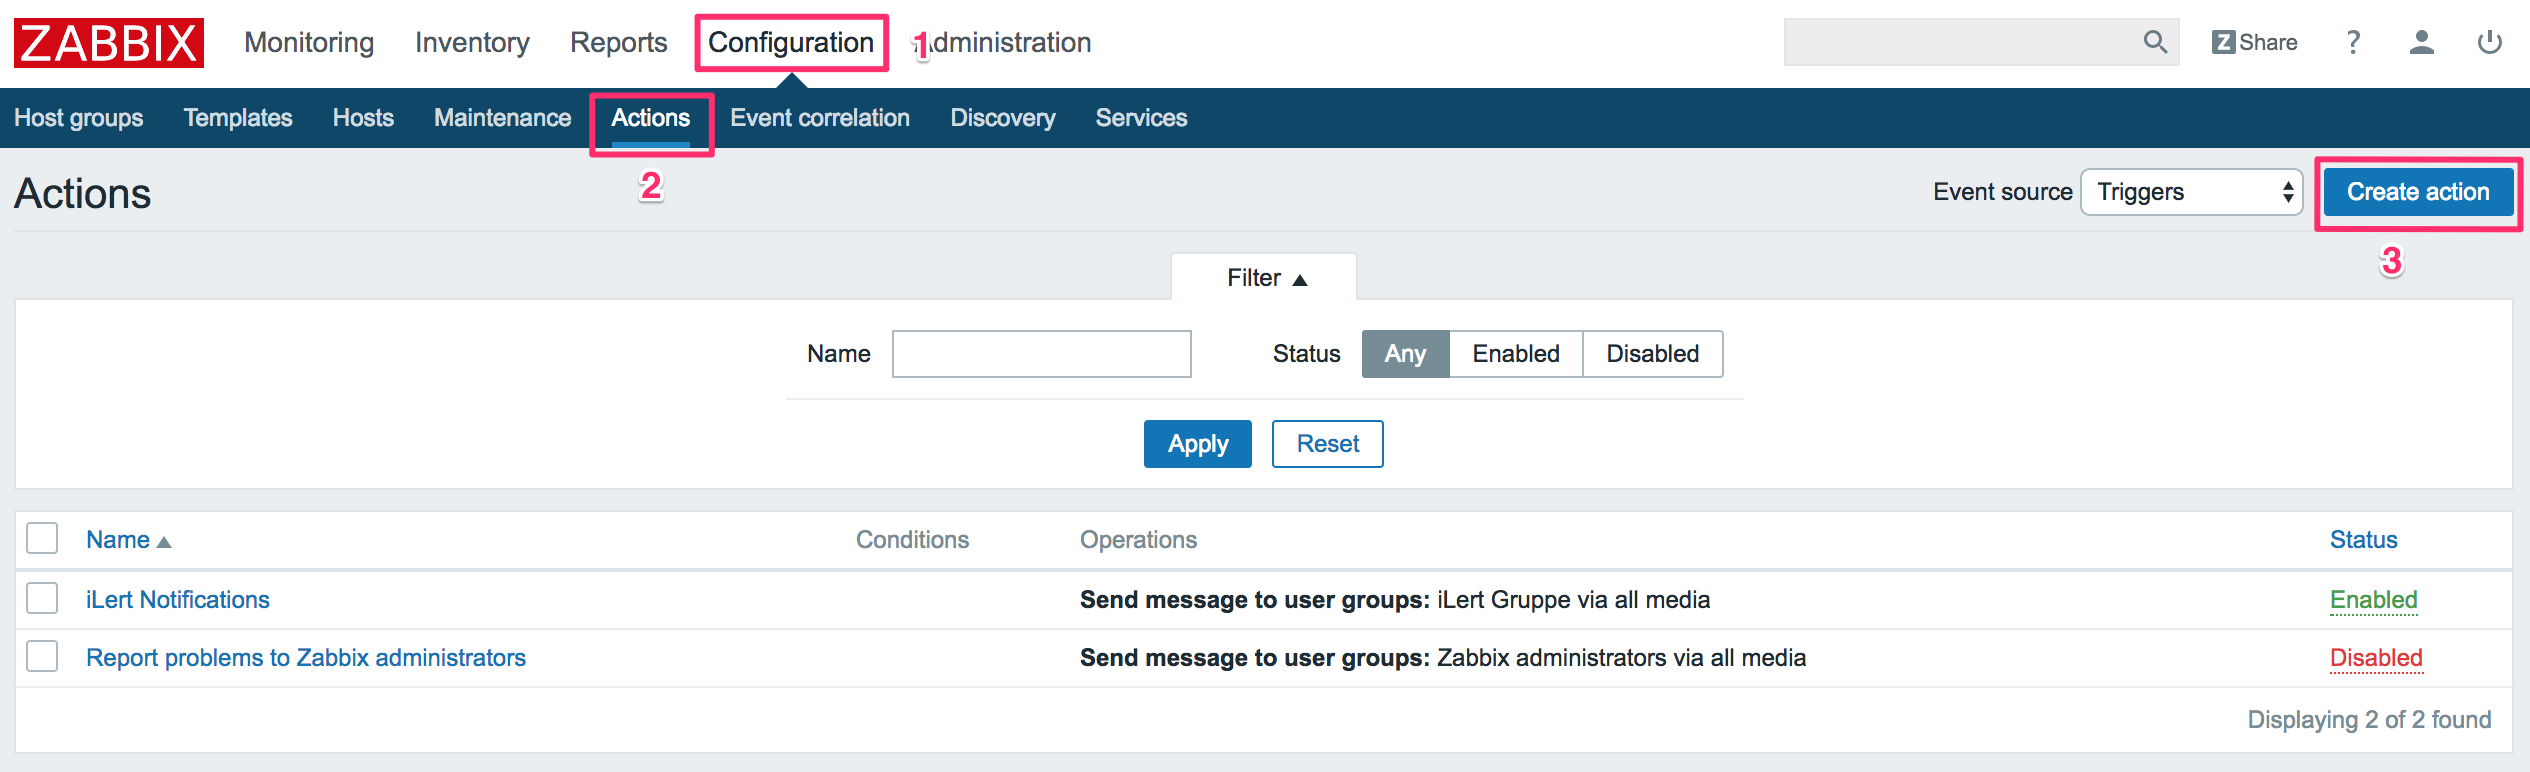 ZABBIX Monitoring Inventory Reports Configuration 1 Administration Z Share ?
Host groups Templates Hosts Maintenance Actions Event correlation Discovery Services
Actions 2 Event source Triggers Create action
3
Filter
Name Status Any Enabled Disabled
Apply Reset
Name Conditions Operations Status
iLert Notifications Send message to user groups: iLert Gruppe via all media Enabled
Report problems to Zabbix administrators Send message to user groups: Zabbix administrators via all media Disabled
Displaying 2 of 2 found